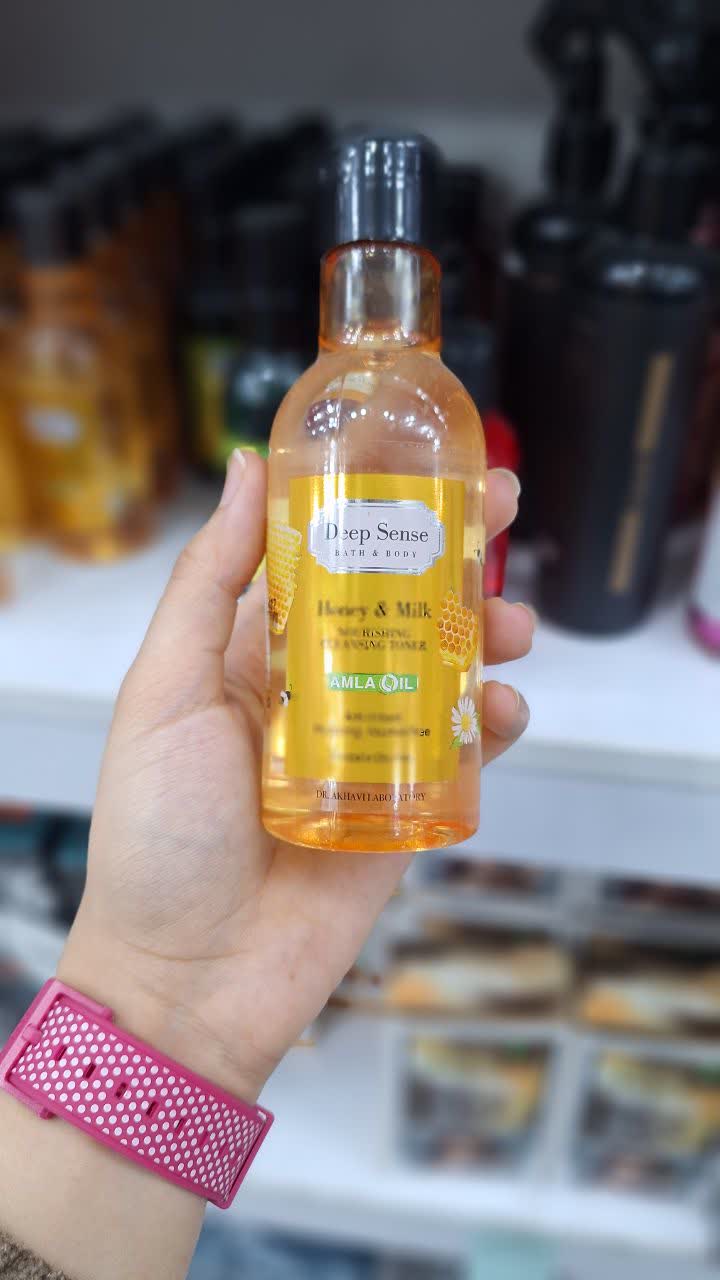 Deep Sense
BATH & BODY
Honey & Milk
NOURISHING
CLEANSING TONER
AMLA OIL
DR. AKHAVI LABORATORY